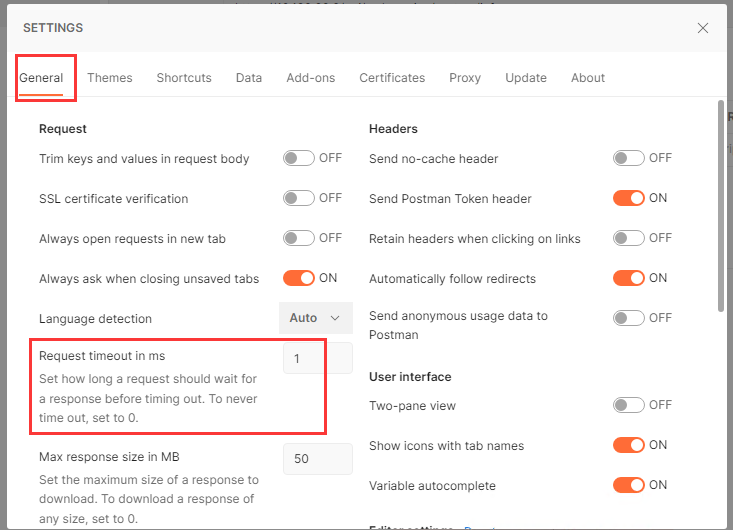 SETTINGS
General Themes Shortcuts Data Add-ons Certificates Proxy Update About
Request
Trim keys and values in request body OFF
SSL certificate verification OFF
Always open requests in new tab OFF
Always ask when closing unsaved tabs ON
Language detection Auto
Request timeout in ms 1
Set how long a request should wait for
a response before timing out. To never
time out, set to 0.
Max response size in MB 50
Set the maximum size of a response to
download. To download a response of
any size, set to 0.
Headers
Send no-cache header OFF
Send Postman Token header ON
Retain headers when clicking on links OFF
Automatically follow redirects ON
Send anonymous usage data to OFF
Postman
User interface
Two-pane view OFF
Show icons with tab names ON
Variable autocomplete ON